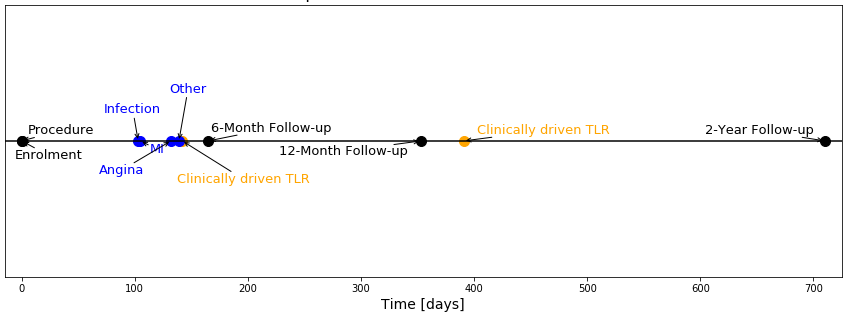 Other
Infection
Procedure
6-Month Follow-up
Clinically driven TLR
2-Year Follow-up
Enrolment
MI
12-Month Follow-up
Angina
Clinically driven TLR
0 100 200 300 400 500 600 700
Time [days]